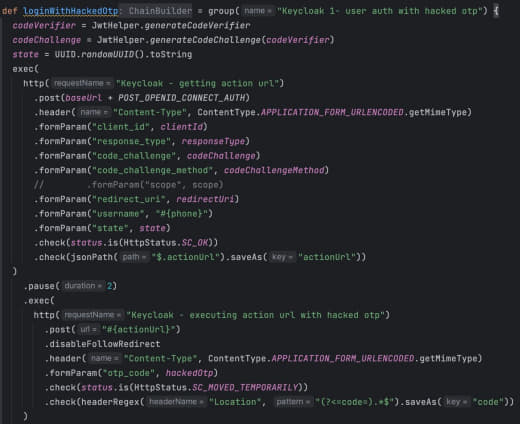 def loginWithHackedOtp: ChainBuilder = group( name = "Keycloak 1- user auth with hacked otp") {
codeVerifier = JwtHelper.generateCodeVerifier
codeChallenge = JwtHelper.generateCodeChallenge(codeVerifier)
state = UUID.randomUUID().toString
exec(
http( requestName = "Keycloak - getting action url")
.post(baseUrl + POST_OPENID_CONNECT_AUTH)
.header( name = "Content-Type", ContentType.APPLICATION_FORM_URLENCODED.getMimeType)
.formParam("client_id", clientId)
.formParam("response_type", responseType)
.formParam("code_challenge", codeChallenge)
.formParam("code_challenge_method", codeChallengeMethod)
// .formParam("scope", scope)
.formParam("redirect_uri", redirectUri)
.formParam("username", "#{phone}")
.formParam("state", state)
.check(status.is(HttpStatus.SC_OK))
.check(jsonPath( path = "$.actionUrl").saveAs( key = "actionUrl"))
)
.pause( duration = 2)
.exec(
http( requestName = "Keycloak - executing action url with hacked otp")
.post( url = "#{actionUrl}")
.disableFollowRedirect
.header( name = "Content-Type", ContentType.APPLICATION_FORM_URLENCODED.getMimeType)
.formParam("otp_code", hackedOtp)
.check(status.is(HttpStatus.SC_MOVED_TEMPORARILY))
.check(headerRegex( headerName = "Location", pattern = "(?<=code=).*$").saveAs( key = "code"))
)